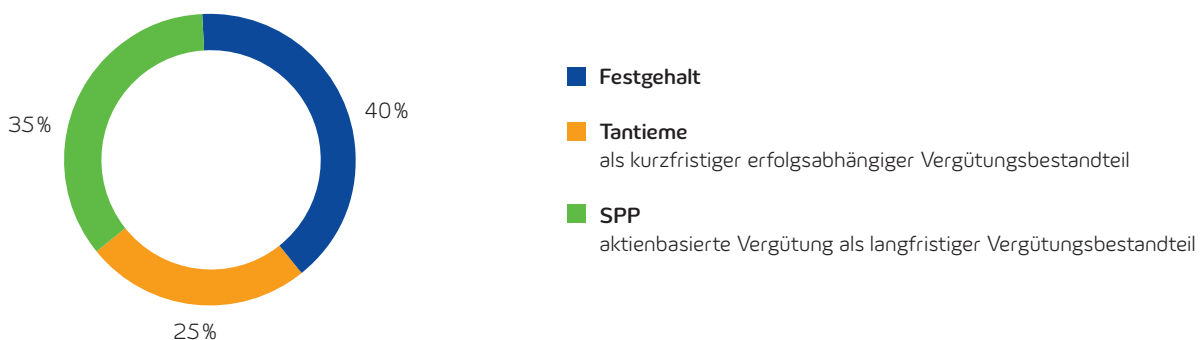 35%
40%
25%
Festgehalt
Tantieme
als kurzfristiger erfolgsabhängiger Vergütungsbestandteil
SPP
aktienbasierte Vergütung als langfristiger Vergütungsbestandteil